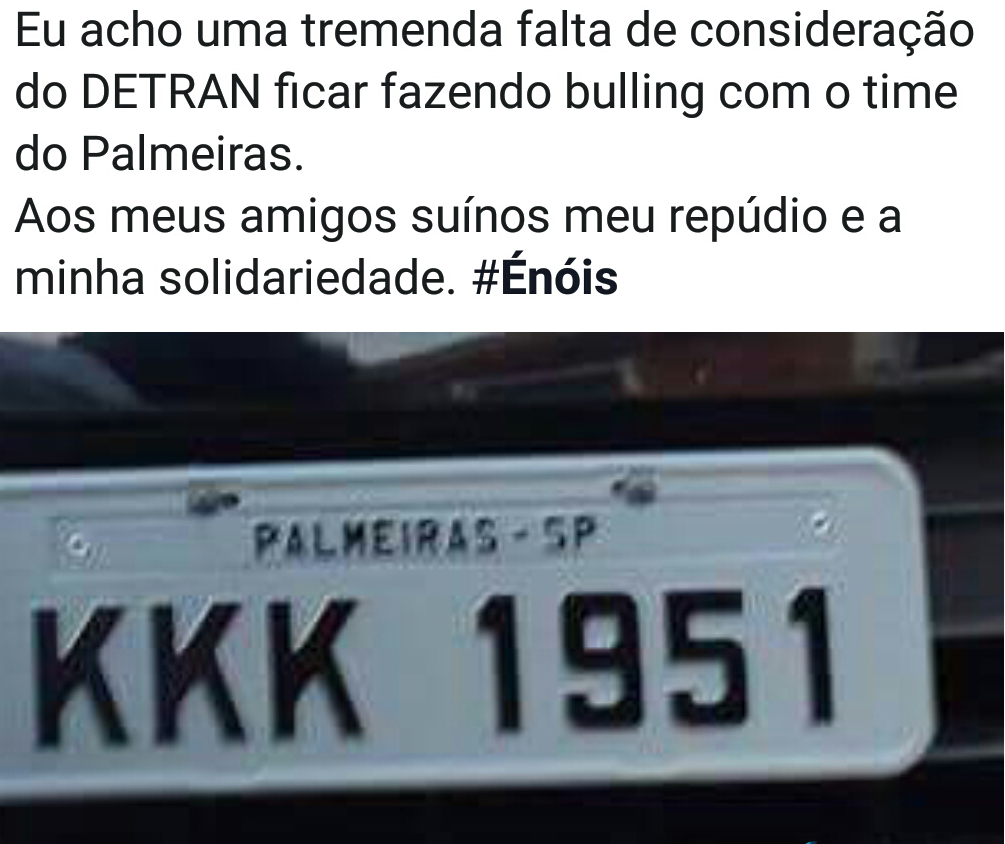 Eu acho uma tremenda falta de consideração
do DETRAN ficar fazendo bulling com o time
do Palmeiras.
Aos meus amigos suínos meu repúdio e a
minha solidariedade. #Énóis
PALMEIRAS-SP
KKK 1951